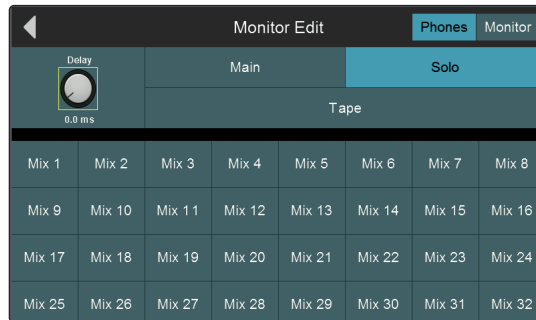 Monitor Edit Phones Monitor
Delay Main Solo
0.0 ms Tape
Mix 1 Mix 2 Mix 3 Mix 4 Mix 5 Mix 6 Mix 7 Mix 8
Mix 9 Mix 10 Mix 11 Mix 12 Mix 13 Mix 14 Mix 15 Mix 16
Mix 17 Mix 18 Mix 19 Mix 20 Mix 21 Mix 22 Mix 23 Mix 24
Mix 25 Mix 26 Mix 27 Mix 28 Mix 29 Mix 30 Mix 31 Mix 32